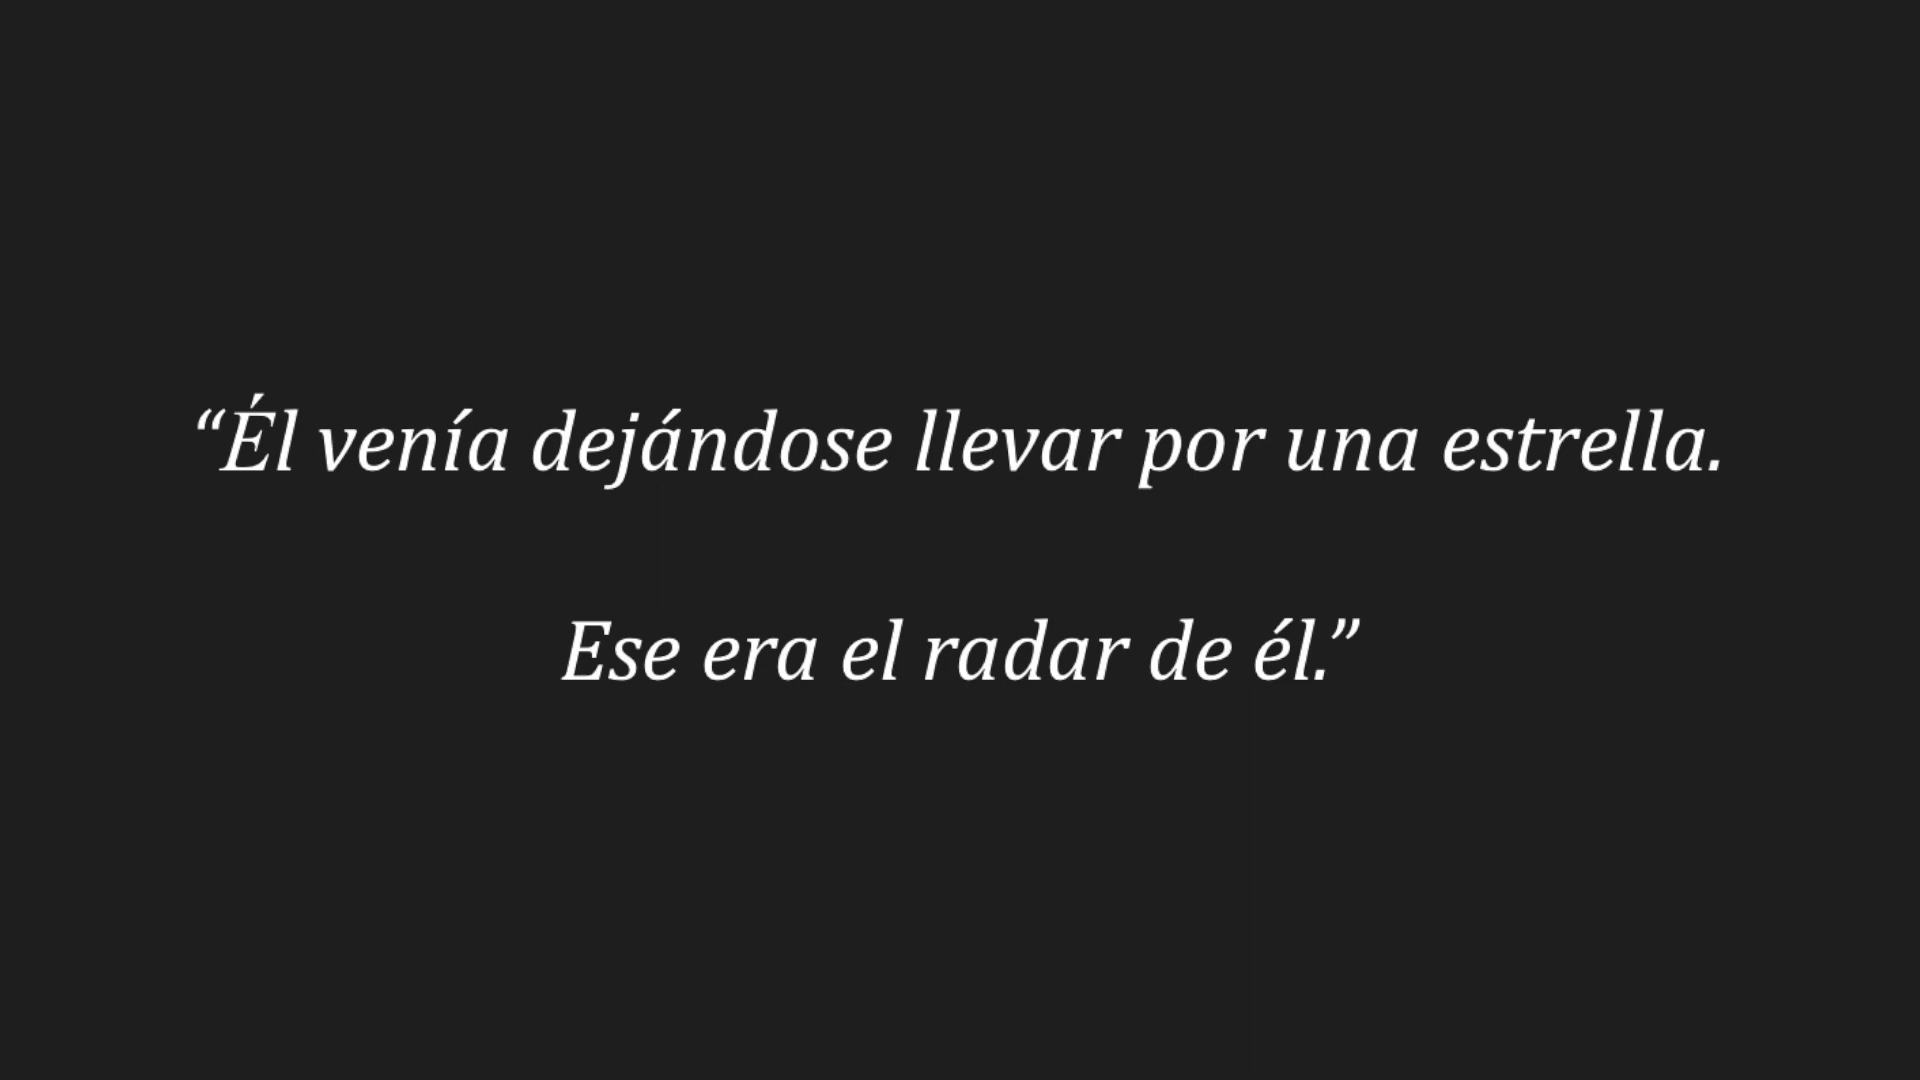 “Él venía dejándose llevar por una estrella.
Ese era el radar de él.”